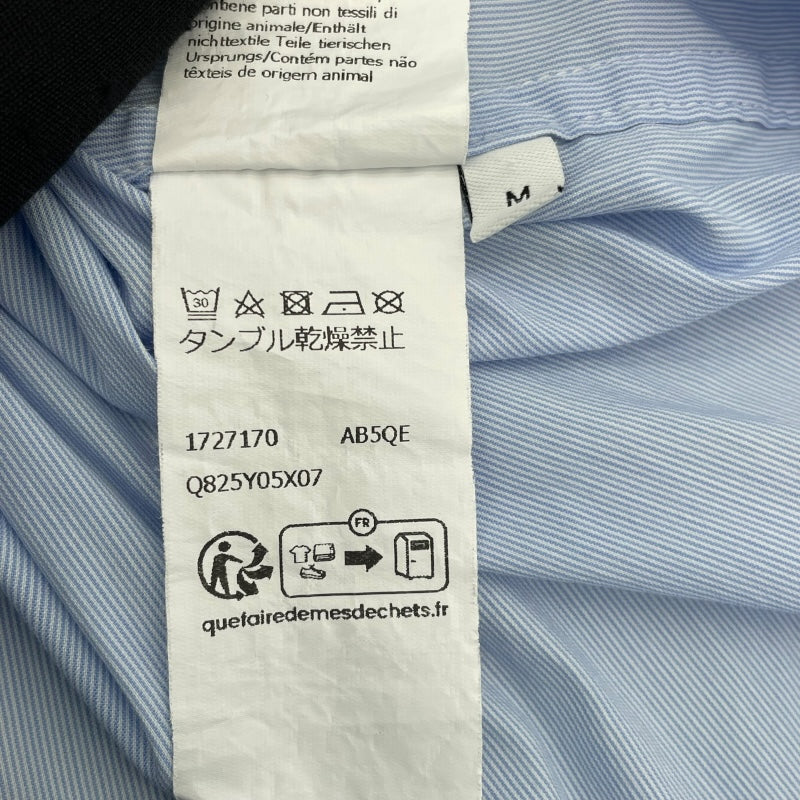 contiene parti non tessili di
origine animale/Enthält
nichttextile Teile tierischen
Ursprungs/Contém partes não
têxteis de origem animal
M
30
タンブル乾燥禁止
1727170 AB5QE
Q825Y05X07
FR
quefairedemesdechets.fr